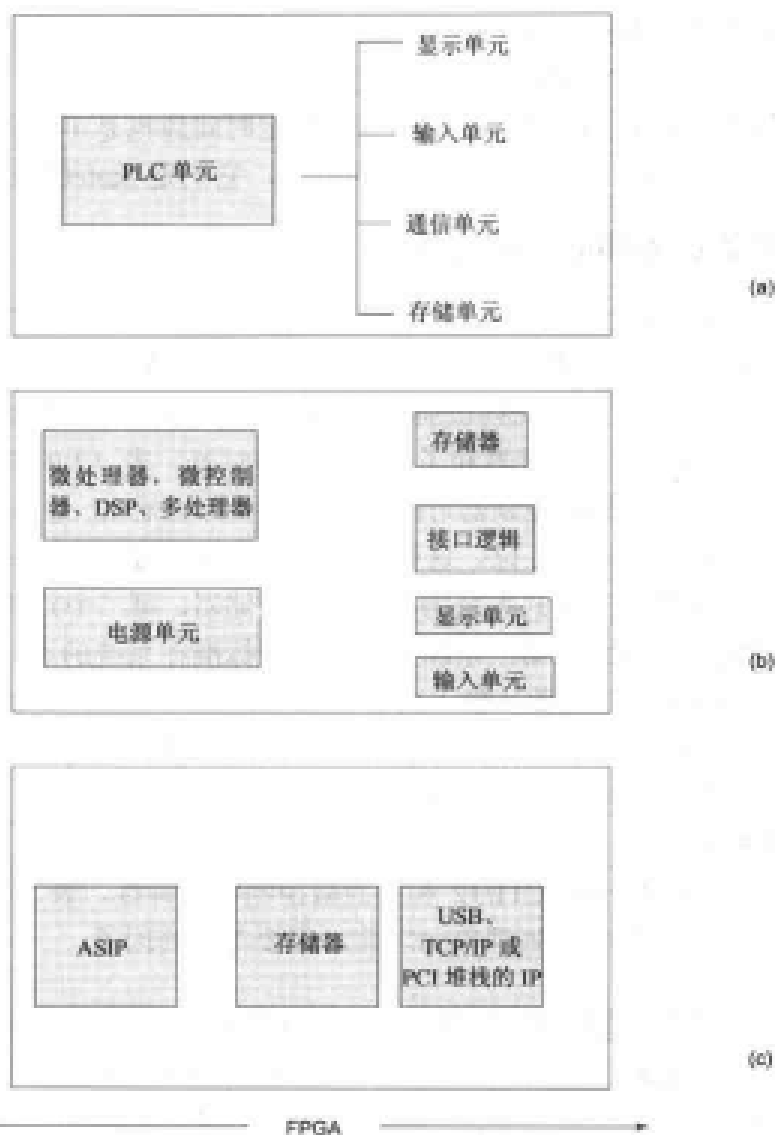 显示单元
PLC 单元
输入单元
通信单元
存储单元
(a)
微处理器、微控制
器、DSP、多处理器
电源单元
存储器
接口逻辑
显示单元
输入单元
(b)
ASIP
存储器
USB、
TCP/IP 或
PCI 堆栈的 IP
(c)
FPGA